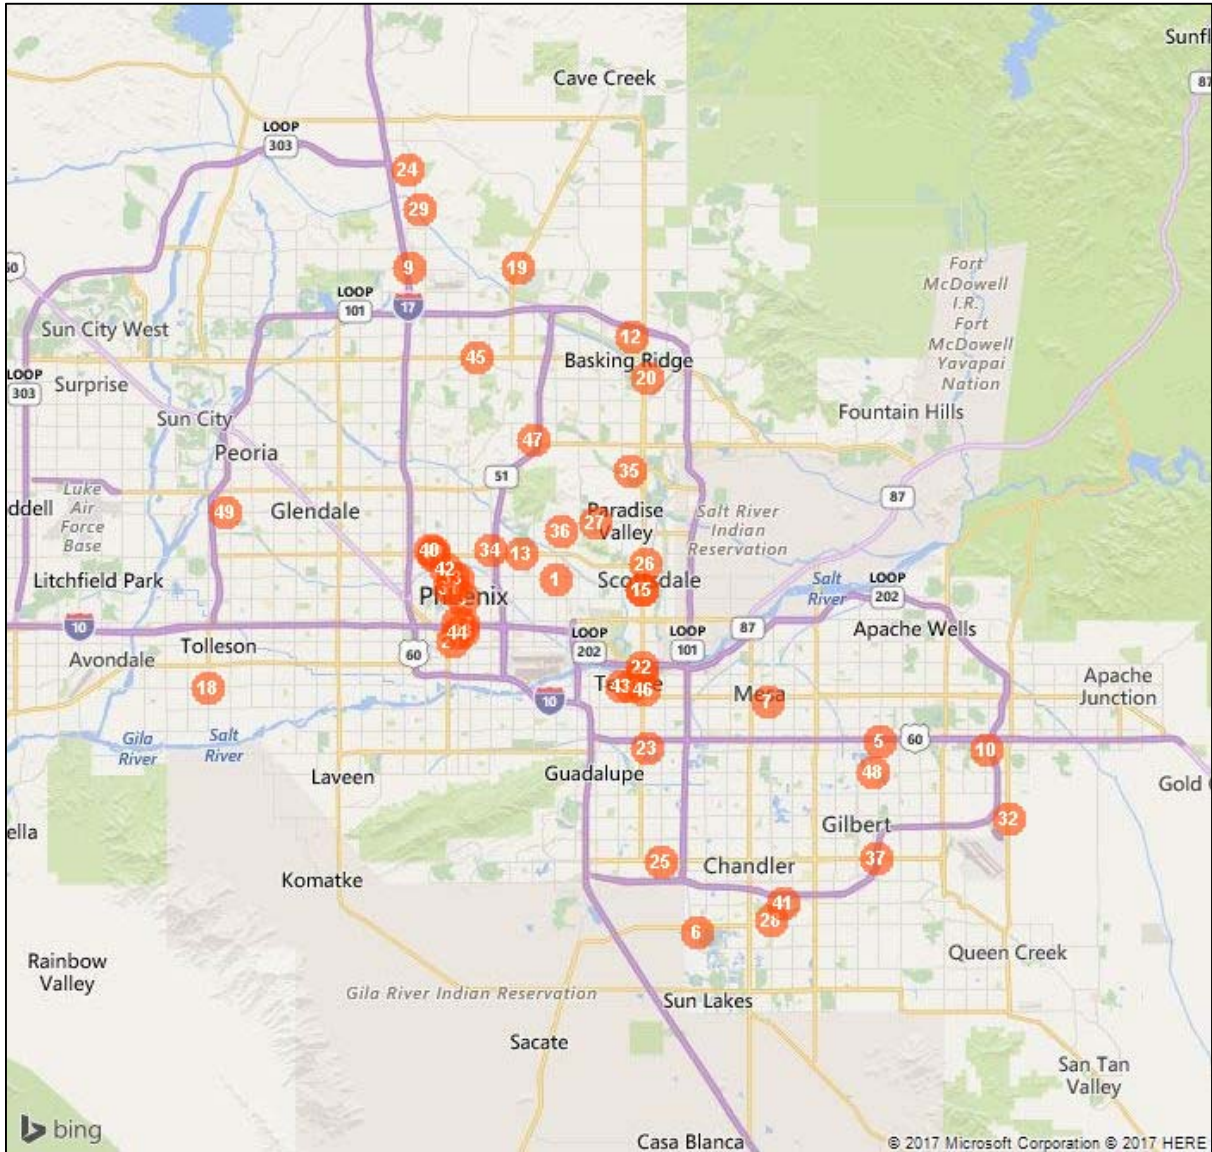 Sunfl
Cave Creek
87
LOOP
303
24
29
9
19
60
LOOP
101
17
Fort
McDowell
I.R.
Fort
McDowell
Yavapai
Nation
Sun City West
12
45
Basking Ridge
20
LOOP
303
Surprise
Sun City
Fountain Hills
47
Peoria
35
51
87
Luke
Air
Force
Base
ddell
49
Glendale
36
27
Paradise
Valley
Salt River
Indian
Reservation
40
34
13
42
26
1
Litchfield Park
Phoenix
15
Salt
River
LOOP
202
10
44
LOOP
202
LOOP
101
87
Apache Wells
Tolleson
60
Avondale
22
18
43
46
10
Mesa
7
Apache
Junction
Gila
River
Salt
River
23
5
60
10
Laveen
Guadalupe
48
Gold
ella
Gilbert
32
25
Chandler
37
Komatke
41
28
6
Rainbow
Valley
Queen Creek
Gila River Indian Reservation
Sun Lakes
Sacate
San Tan
Valley
bing
Casa Blanca
© 2017 Microsoft Corporation © 2017 HERE